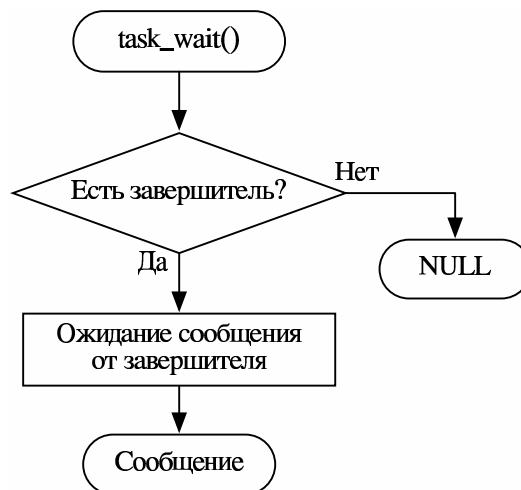 task_wait()
Есть завершитель?
Нет
NULL
Да
Ожидание сообщения
от завершителя
Сообщение